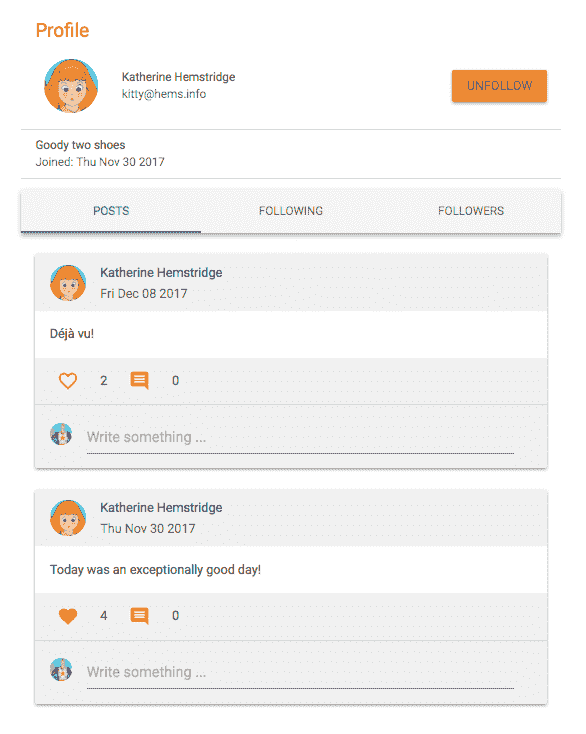 Profile
Katherine Hemstridge
kitty@hems.info
UNFOLLOW
Goody two shoes
Joined: Thu Nov 30 2017
POSTS FOLLOWING FOLLOWERS
Katherine Hemstridge
Fri Dec 08 2017
Déjà vu!
2 0
Write something ...
Katherine Hemstridge
Thu Nov 30 2017
Today was an exceptionally good day!
4 0
Write something ...